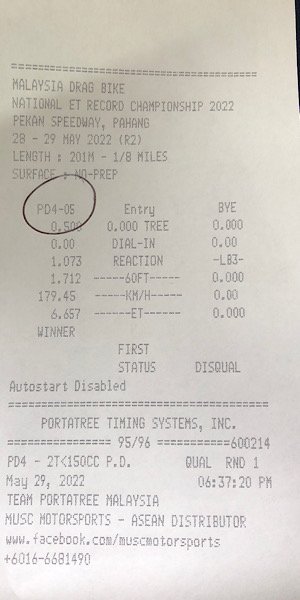 ================================================
MALAYSIA DRAG BIKE
NATIONAL ET RECORD CHAMPIONSHIP 2022
PEKAN SPEEDWAY, PAHANG
28 - 29 MAY 2022 (R2)
LENGTH : 201M - 1/8 MILES
SURFACE : NO-PREP
PD4-05 Entry BYE
0.500 0.000 TREE 0.000
0.00 DIAL-IN 0.00
1.073 REACTION -LB3-
1.712 ------60FT----- 0.000
179.45 -----KM/H----- 0.00
6.657 ------ET------ 0.000
WINNER
FIRST
STATUS DISQUAL
Autostart Disabled
================================================
PORTATREE TIMING SYSTEMS, INC.
=============== 95/96 ===========600214
PD4 - 2T<150CC P.D. QUAL RND 1
May 29, 2022 06:37:20 PM
TEAM PORTATREE MALAYSIA
MUSC MOTORSPORTS - ASEAN DISTRIBUTOR
www.facebook.com/muscmotorsports
+6016-6681490